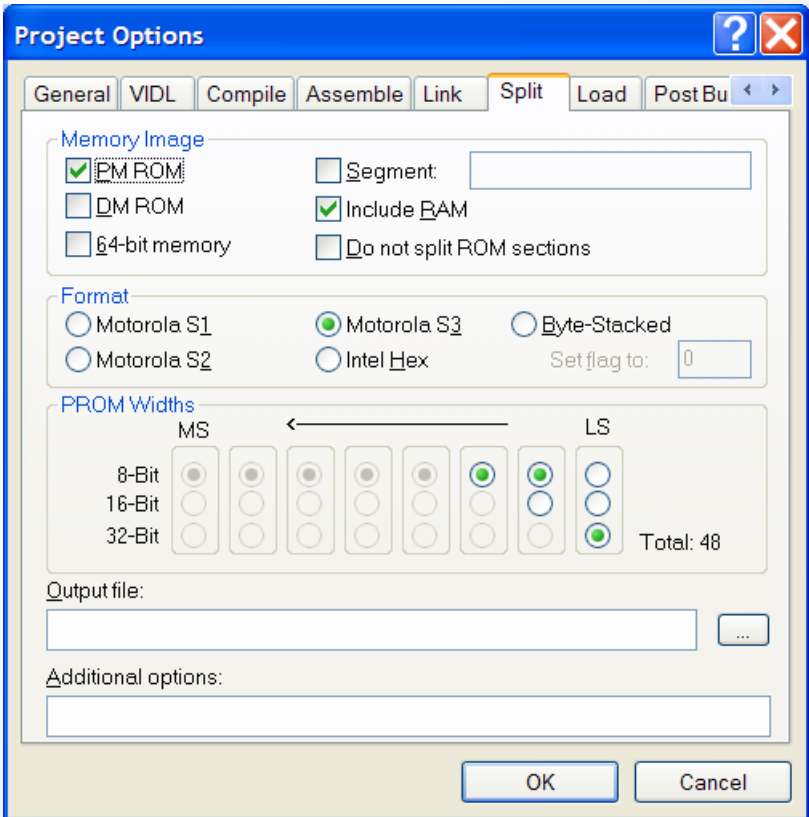 Project Options
General VIDL Compile Assemble Link Split Load Post Bu
Memory Image
PM ROM Segment:
DM ROM Include RAM
64-bit memory Do not split ROM sections
Format
Motorola S1 Motorola S3 Byte-Stacked
Motorola S2 Intel Hex Set flag to: 0
PROM Widths
MS LS
8-Bit
16-Bit
32-Bit Total: 48
Output file:
...
Additional options:
OK Cancel